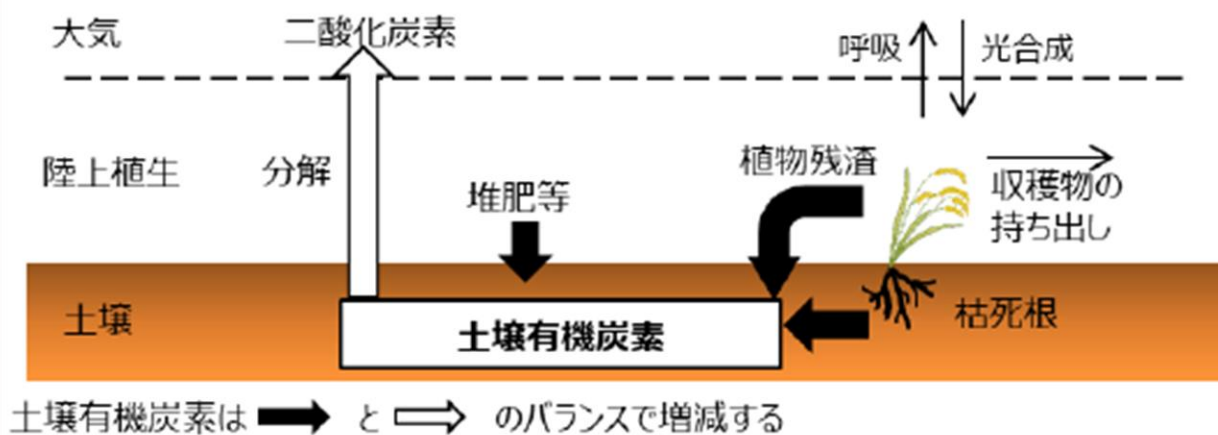 大気
二酸化炭素
呼吸
光合成
陸上植生
分解
堆肥等
植物残渣
収穫物の
持ち出し
土壌
土壌有機炭素
枯死根
土壌有機炭素は と のバランスで増減する